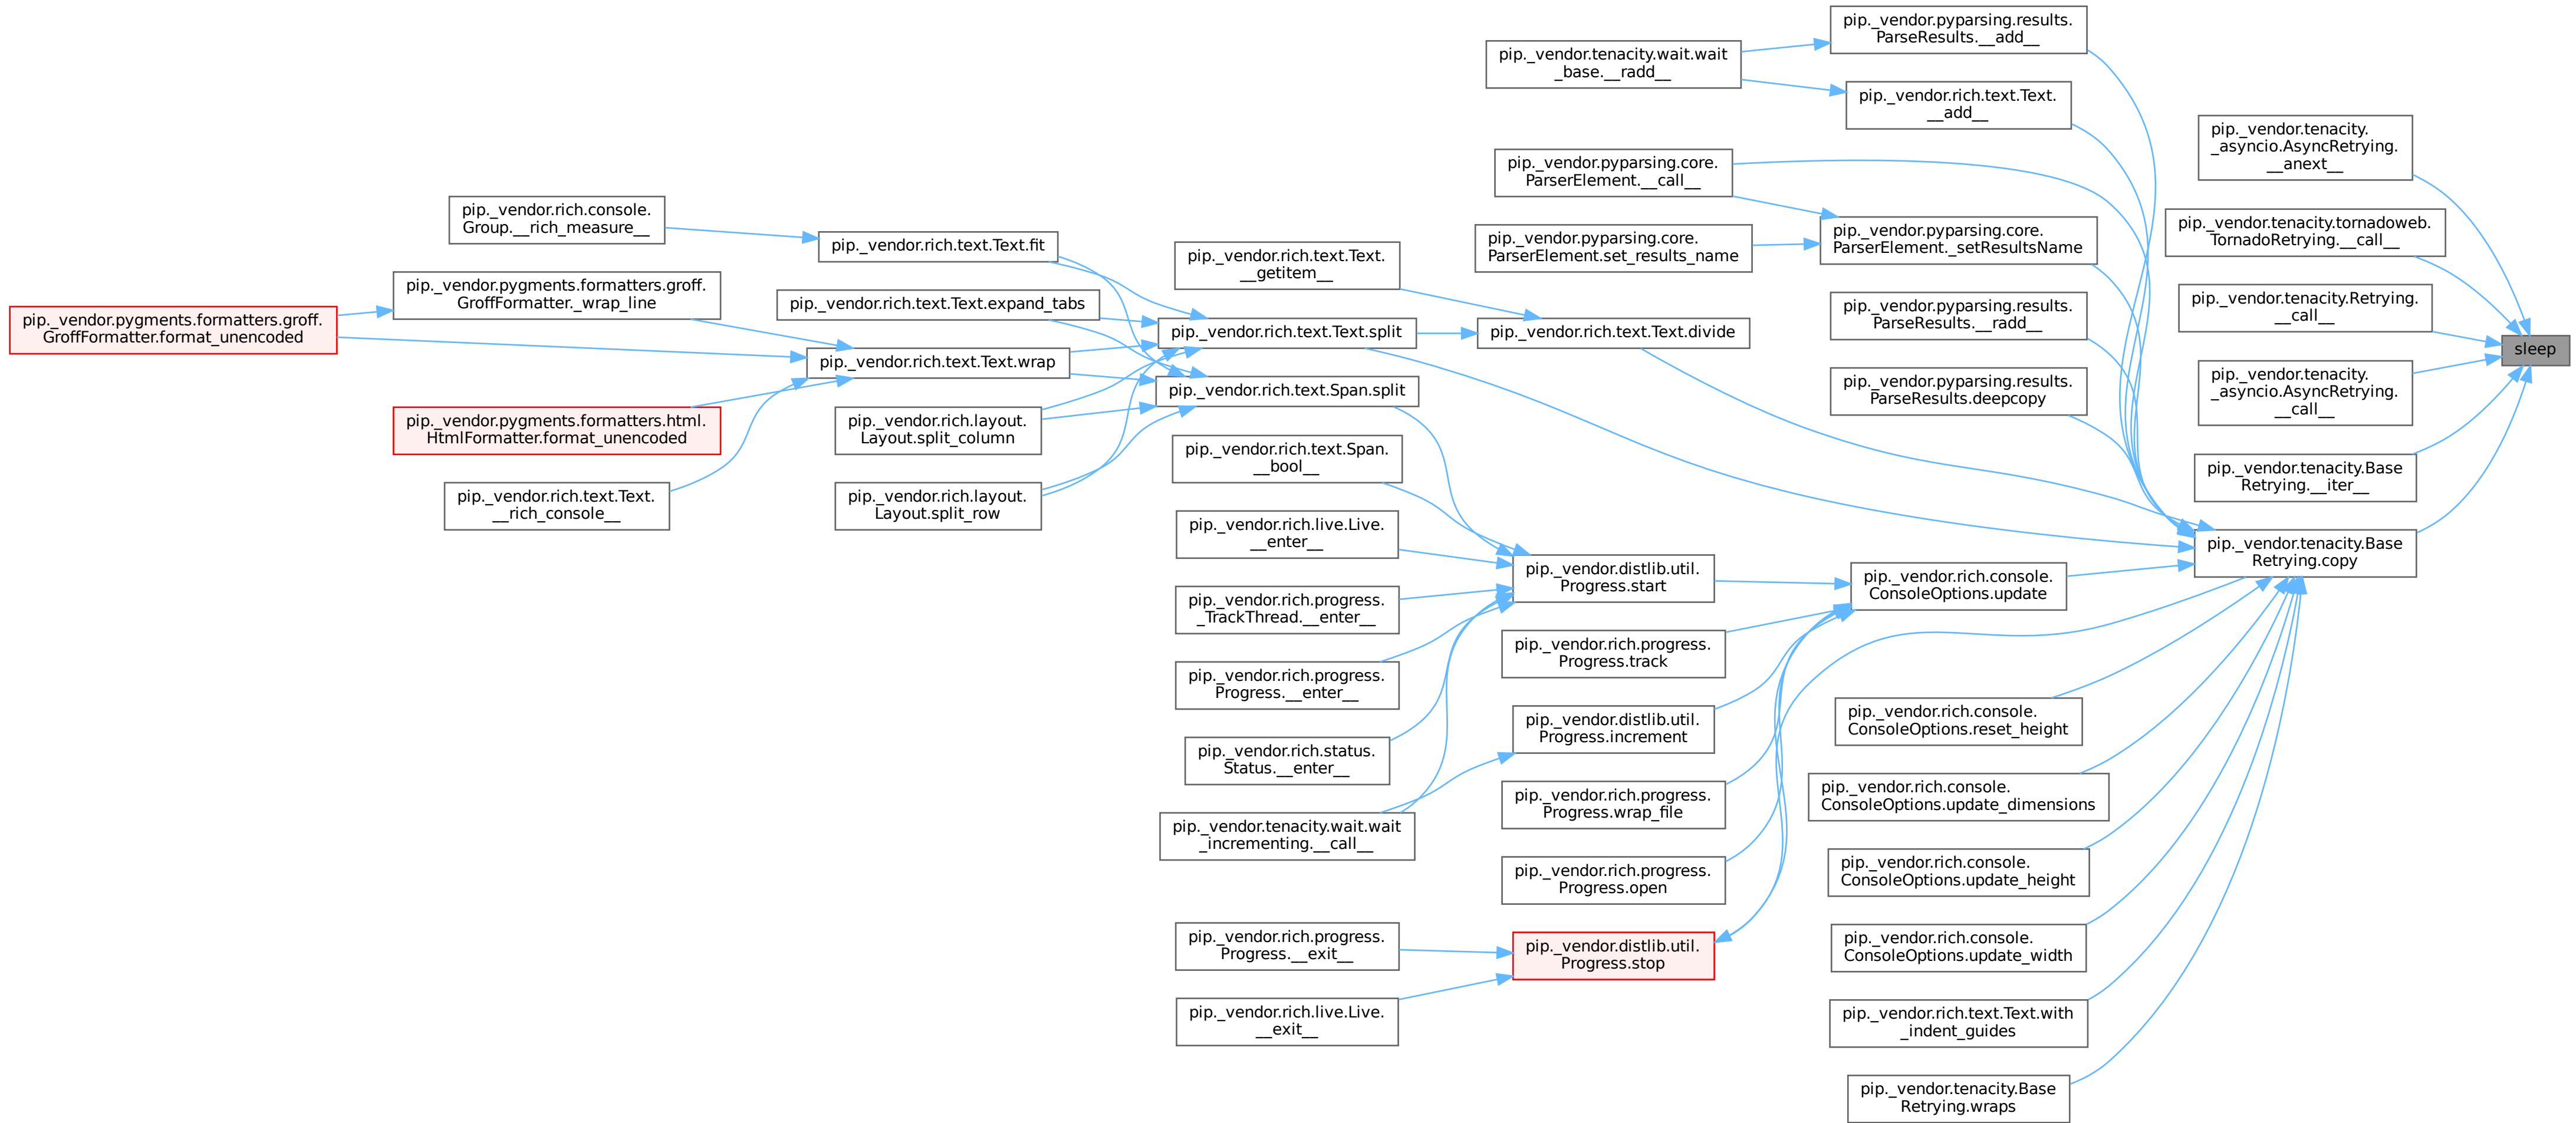 pip._vendor.pygments.formatters.groff.
GroffFormatter.format_unencoded
pip._vendor.rich.console.
Group.__rich_measure__
pip._vendor.pygments.formatters.groff.
GroffFormatter._wrap_line
pip._vendor.pygments.formatters.html.
HtmlFormatter.format_unencoded
pip._vendor.rich.text.Text.
__rich_console__
pip._vendor.rich.text.Text.fit
pip._vendor.rich.text.Text.expand_tabs
pip._vendor.rich.text.Text.wrap
pip._vendor.rich.layout.
Layout.split_column
pip._vendor.rich.layout.
Layout.split_row
pip._vendor.rich.text.Text.
__getitem__
pip._vendor.rich.text.Text.split
pip._vendor.rich.text.Span.split
pip._vendor.rich.text.Span.
__bool__
pip._vendor.rich.live.Live.
__enter__
pip._vendor.rich.progress.
_TrackThread.__enter__
pip._vendor.rich.progress.
Progress.__enter__
pip._vendor.rich.status.
Status.__enter__
pip._vendor.tenacity.wait.wait
_incrementing.__call__
pip._vendor.rich.progress.
Progress.__exit__
pip._vendor.rich.live.Live.
__exit__
pip._vendor.tenacity.wait.wait
_base.__radd__
pip._vendor.pyparsing.core.
ParserElement.__call__
pip._vendor.pyparsing.core.
ParserElement.set_results_name
pip._vendor.rich.text.Text.divide
pip._vendor.distlib.util.
Progress.start
pip._vendor.rich.progress.
Progress.track
pip._vendor.distlib.util.
Progress.increment
pip._vendor.rich.progress.
Progress.wrap_file
pip._vendor.rich.progress.
Progress.open
pip._vendor.distlib.util.
Progress.stop
pip._vendor.pyparsing.results.
ParseResults.__add__
pip._vendor.rich.text.Text.
__add__
pip._vendor.pyparsing.core.
ParserElement._setResultsName
pip._vendor.pyparsing.results.
ParseResults.__radd__
pip._vendor.pyparsing.results.
ParseResults.deepcopy
pip._vendor.rich.console.
ConsoleOptions.update
pip._vendor.rich.console.
ConsoleOptions.reset_height
pip._vendor.rich.console.
ConsoleOptions.update_dimensions
pip._vendor.rich.console.
ConsoleOptions.update_height
pip._vendor.rich.console.
ConsoleOptions.update_width
pip._vendor.rich.text.Text.with
_indent_guides
pip._vendor.tenacity.Base
Retrying.wraps
pip._vendor.tenacity.
_asyncio.AsyncRetrying.
__anext__
pip._vendor.tenacity.tornadoweb.
TornadoRetrying.__call__
pip._vendor.tenacity.Retrying.
__call__
pip._vendor.tenacity.
_asyncio.AsyncRetrying.
__call__
pip._vendor.tenacity.Base
Retrying.__iter__
pip._vendor.tenacity.Base
Retrying.copy
sleep